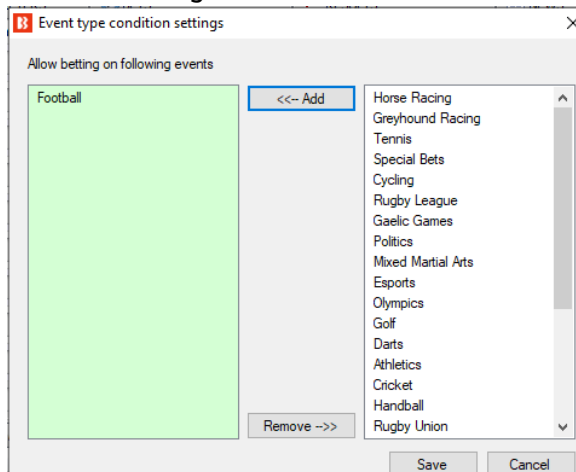 Event type condition settings
Allow betting on following events
Football
<<-- Add
Horse Racing
Greyhound Racing
Tennis
Special Bets
Cycling
Rugby League
Gaelic Games
Politics
Mixed Martial Arts
Esports
Olympics
Golf
Darts
Athletics
Cricket
Handball
Rugby Union
Remove -->>
Save
Cancel